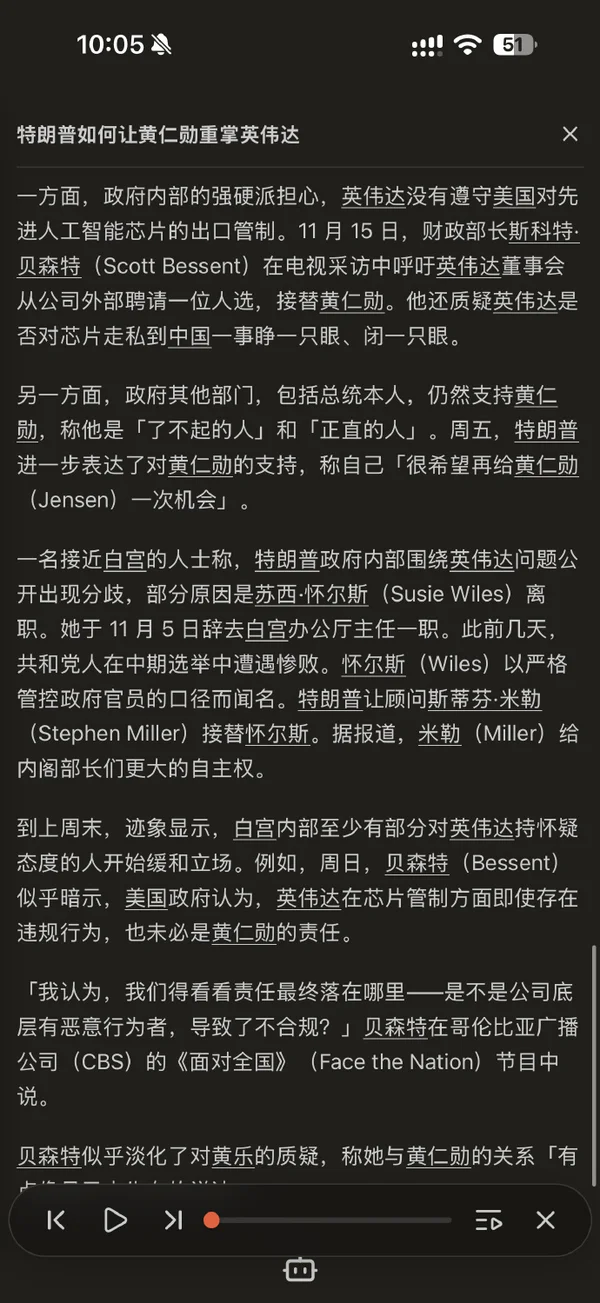 10:05
51
特朗普如何让黄仁勋重掌英伟达
一方面，政府内部的强硬派担心，英伟达没有遵守美国对先
进人工智能芯片的出口管制。11 月 15 日，财政部长斯科特·
贝森特（Scott Bessent）在电视采访中呼吁英伟达董事会
从公司外部聘请一位人选，接替黄仁勋。他还质疑英伟达是
否对芯片走私到中国一事睁一只眼、闭一只眼。
另一方面，政府其他部门，包括总统本人，仍然支持黄仁
勋，称他是「了不起的人」和「正直的人」。周五，特朗普
进一步表达了对黄仁勋的支持，称自己「很希望再给黄仁勋
（Jensen）一次机会」。
一名接近白宫的人士称，特朗普政府内部围绕英伟达问题公
开出现分歧，部分原因是苏西·怀尔斯（Susie Wiles）离
职。她于 11 月 5 日辞去白宫办公厅主任一职。此前几天，
共和党人在中期选举中遭遇惨败。怀尔斯（Wiles）以严格
管控政府官员的口径而闻名。特朗普让顾问斯蒂芬·米勒
（Stephen Miller）接替怀尔斯。据报道，米勒（Miller）给
内阁部长们更大的自主权。
到上周末，迹象显示，白宫内部至少有部分对英伟达持怀疑
态度的人开始缓和立场。例如，周日，贝森特（Bessent）
似乎暗示，美国政府认为，英伟达在芯片管制方面即使存在
违规行为，也未必是黄仁勋的责任。
「我认为，我们得看看责任最终落在哪里——是不是公司底
层有恶意行为者，导致了不合规？」贝森特在哥伦比亚广播
公司（CBS）的《面对全国》（Face the Nation）节目中
说。
贝森特似乎淡化了对黄乐的质疑，称她与黄仁勋的关系「有